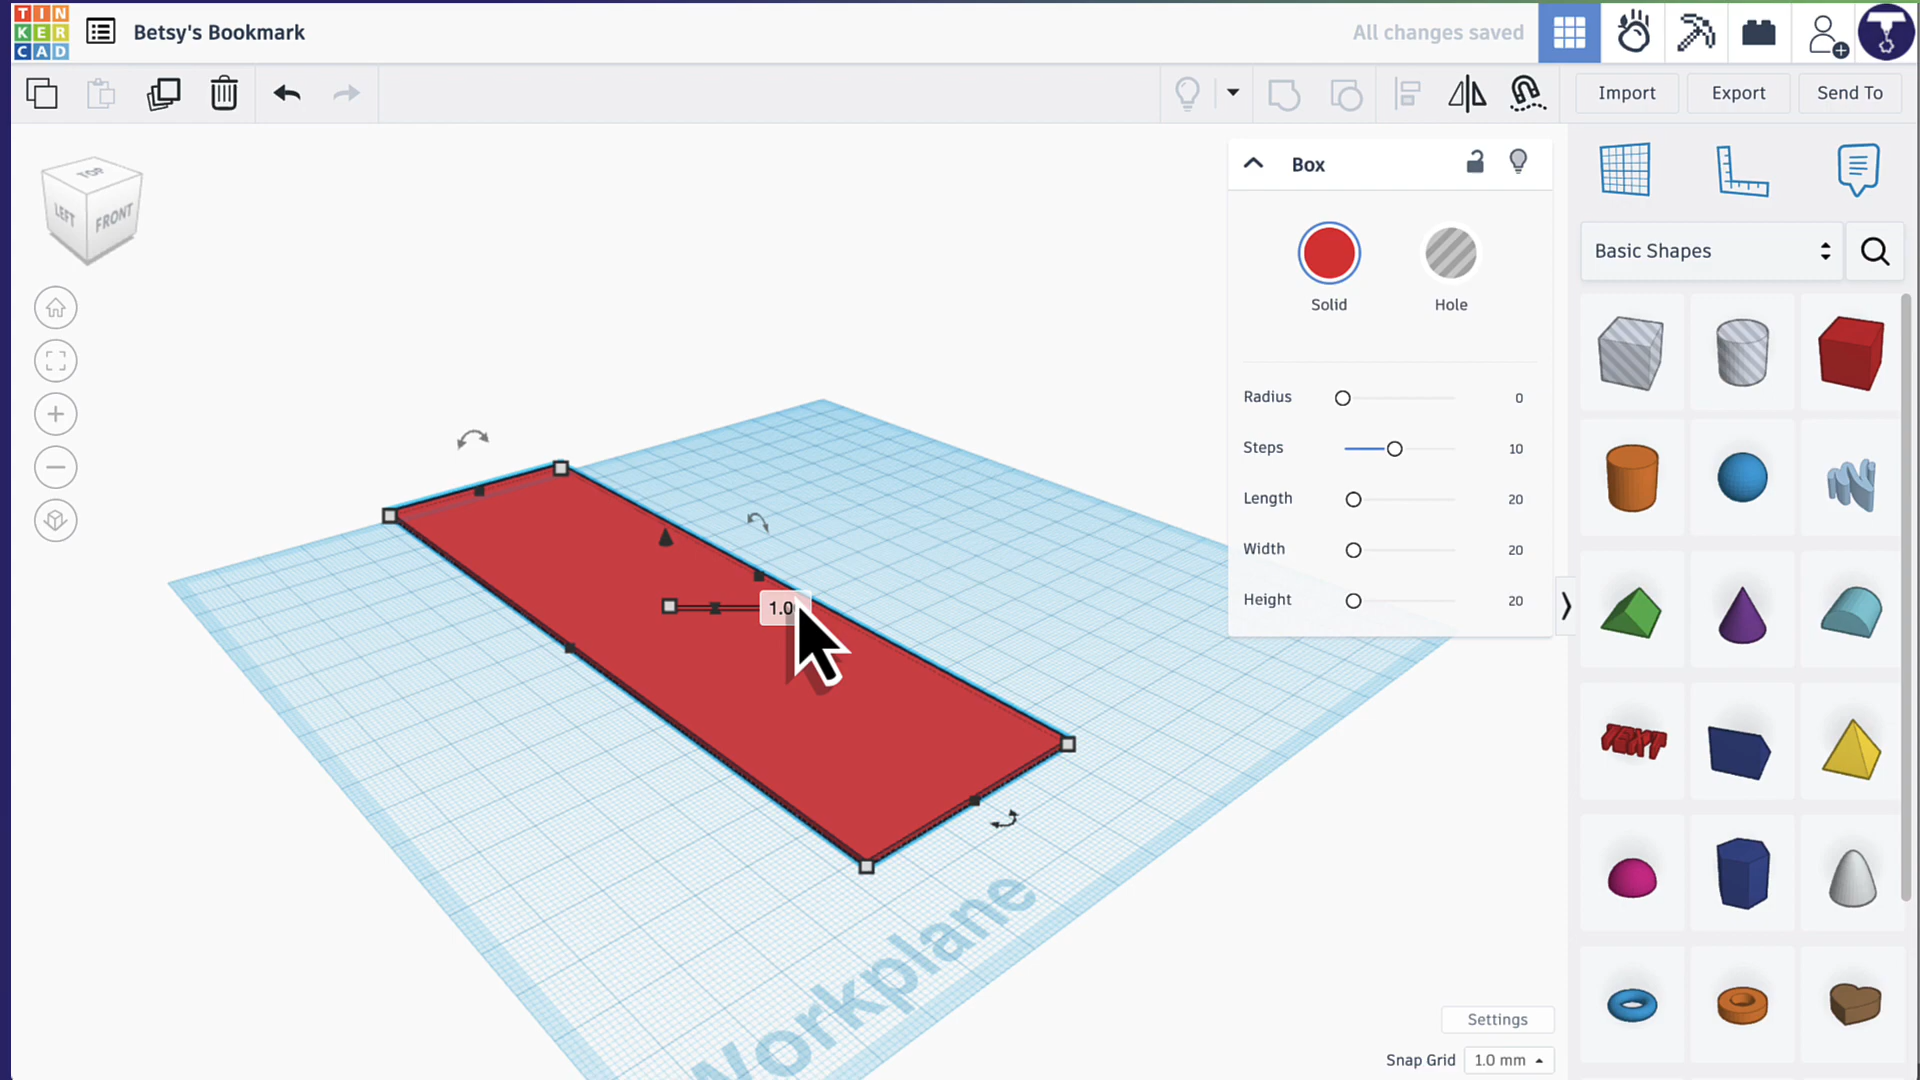 TIN
KER
CAD
Betsy's Bookmark
All changes saved
Import
Export
Send To
TOP
LEFT
FRONT
Box
Solid
Hole
Radius 0
Steps 10
Length 20
Width 20
Height 20
Basic Shapes
TEXT
1.0
Workplane
Settings
Snap Grid 1.0 mm